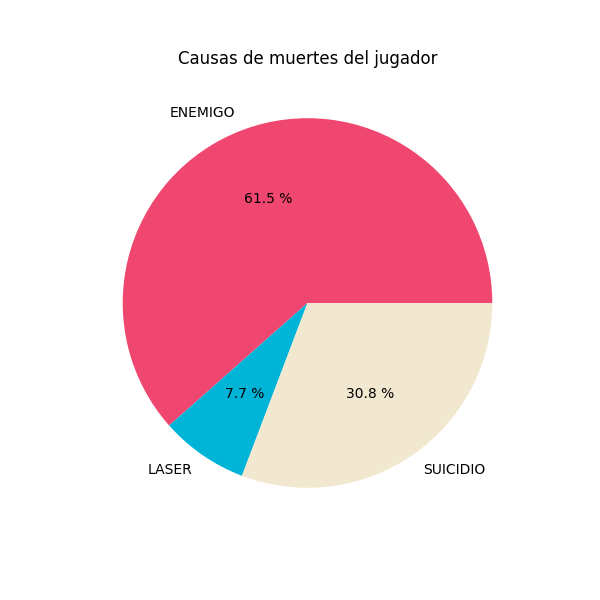 Causas de muertes del jugador
ENEMIGO
61.5 %
7.7 %
30.8 %
LASER
SUICIDIO